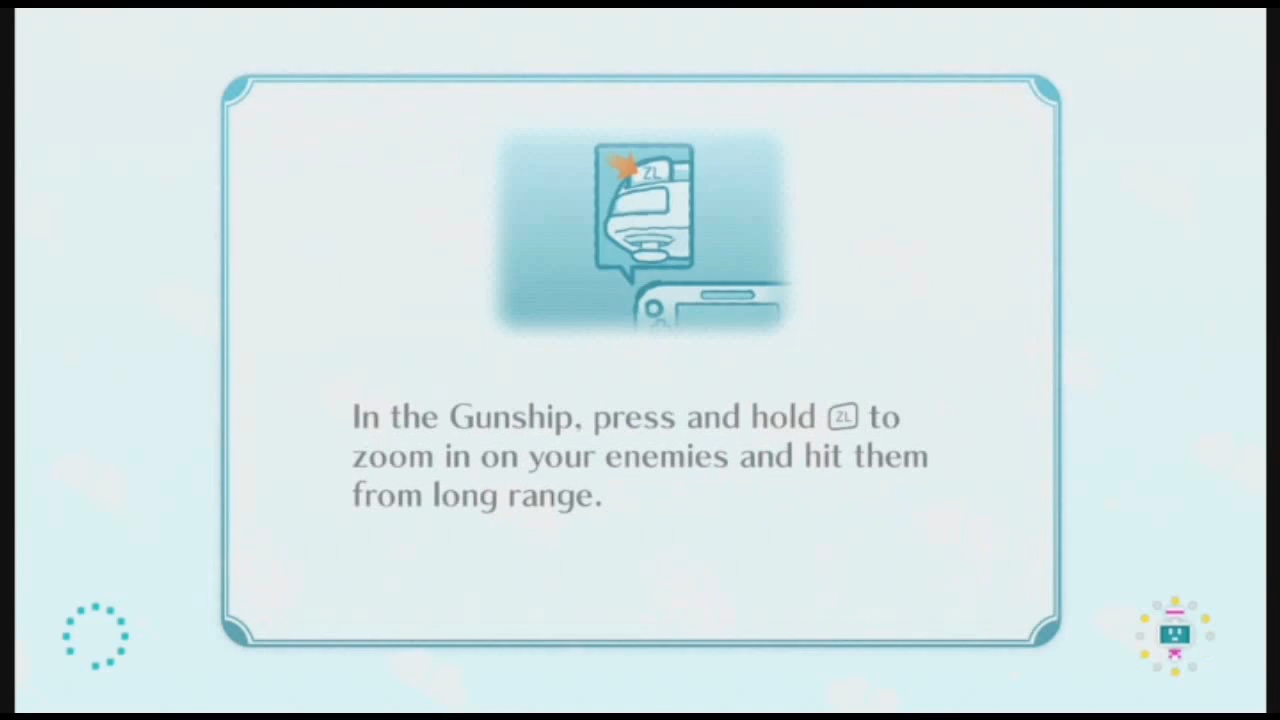 ZL
In the Gunship, press and hold ZL to
zoom in on your enemies and hit them
from long range.